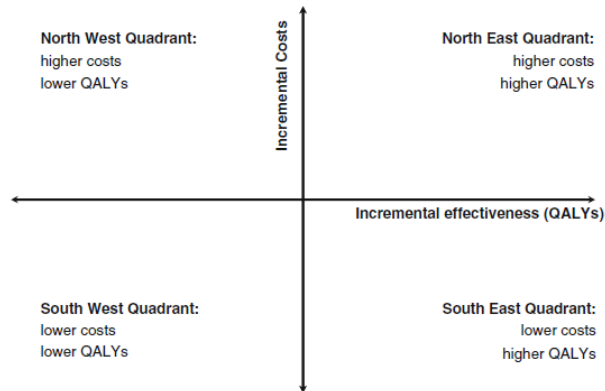 North West Quadrant:
higher costs
lower QALYs
Incremental Costs
North East Quadrant:
higher costs
higher QALYs
Incremental effectiveness (QALYs)
South West Quadrant:
lower costs
lower QALYs
South East Quadrant:
lower costs
higher QALYs